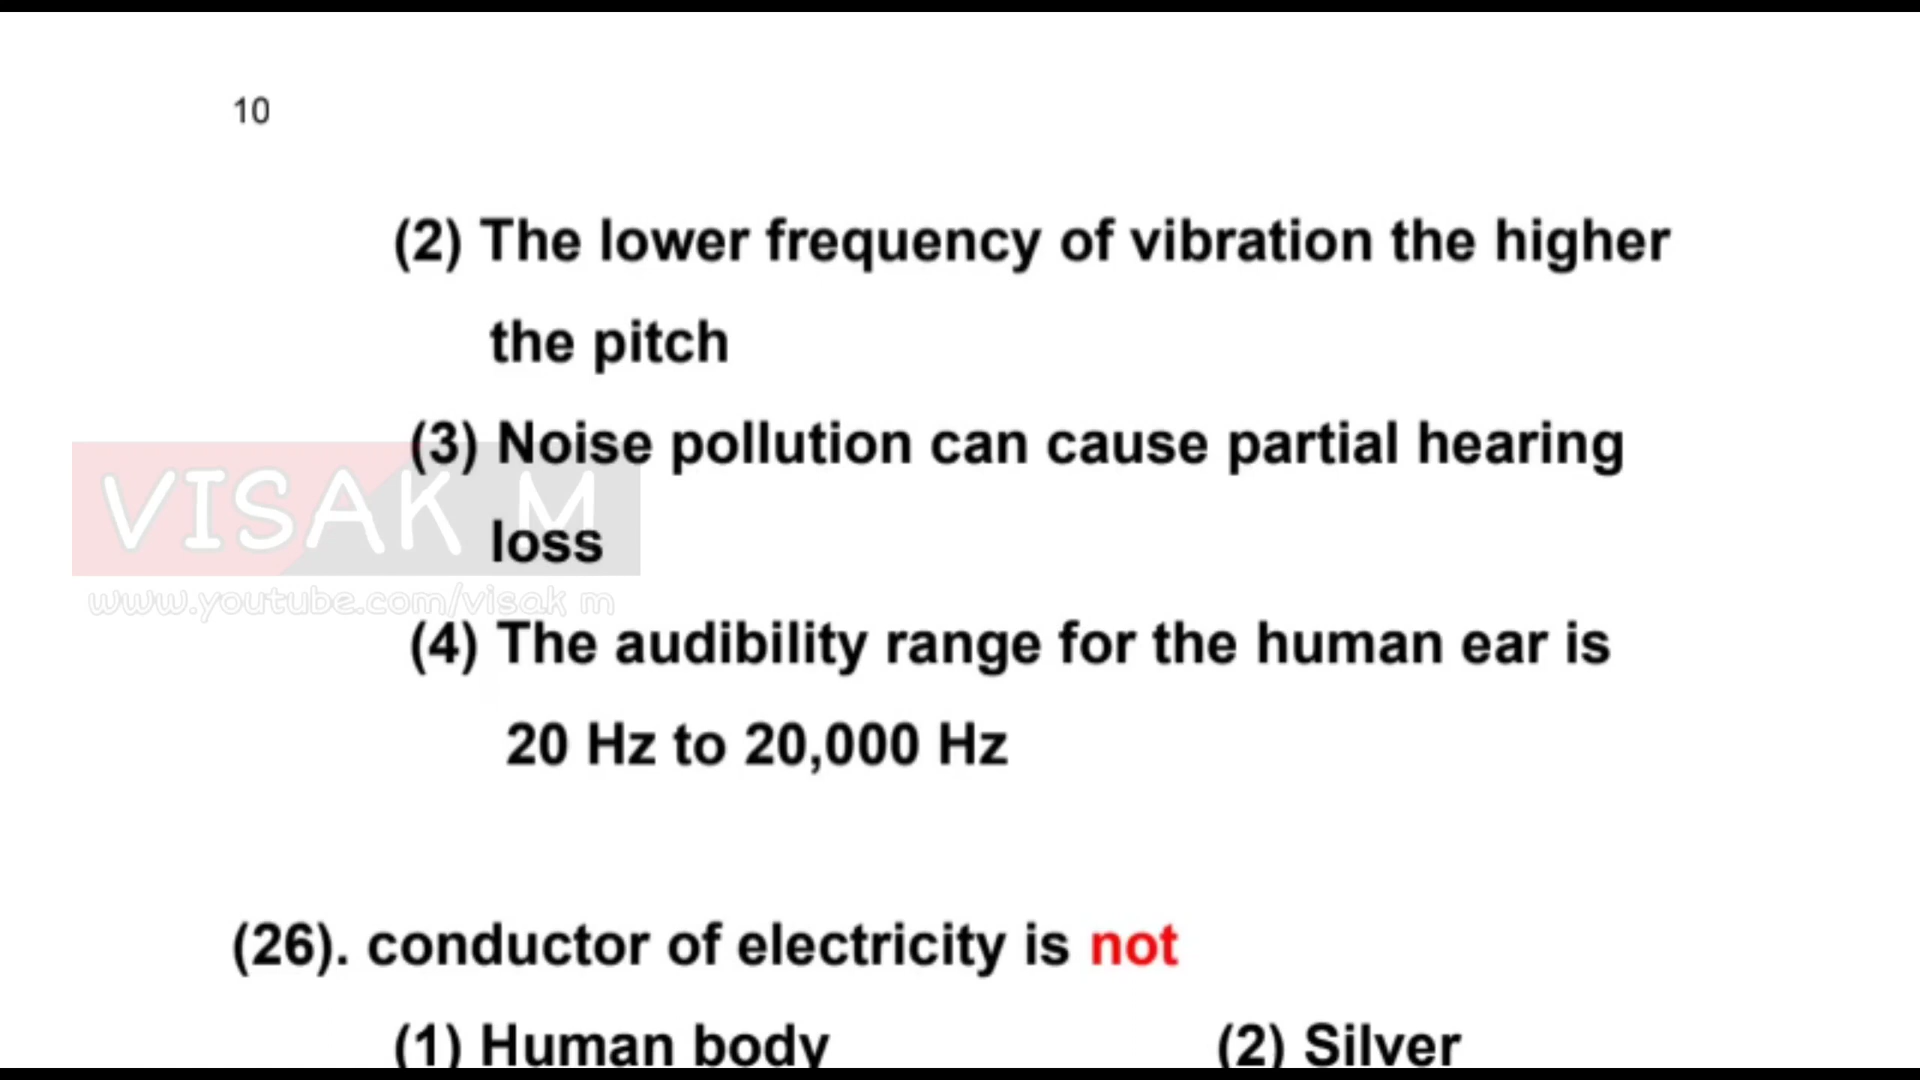 10
(2) The lower frequency of vibration the higher
the pitch
(3) Noise pollution can cause partial hearing
VISAK M
loss
www.youtube.com/visak m
(4) The audibility range for the human ear is
20 Hz to 20,000 Hz
(26). conductor of electricity is not
(1) Human body (2) Silver